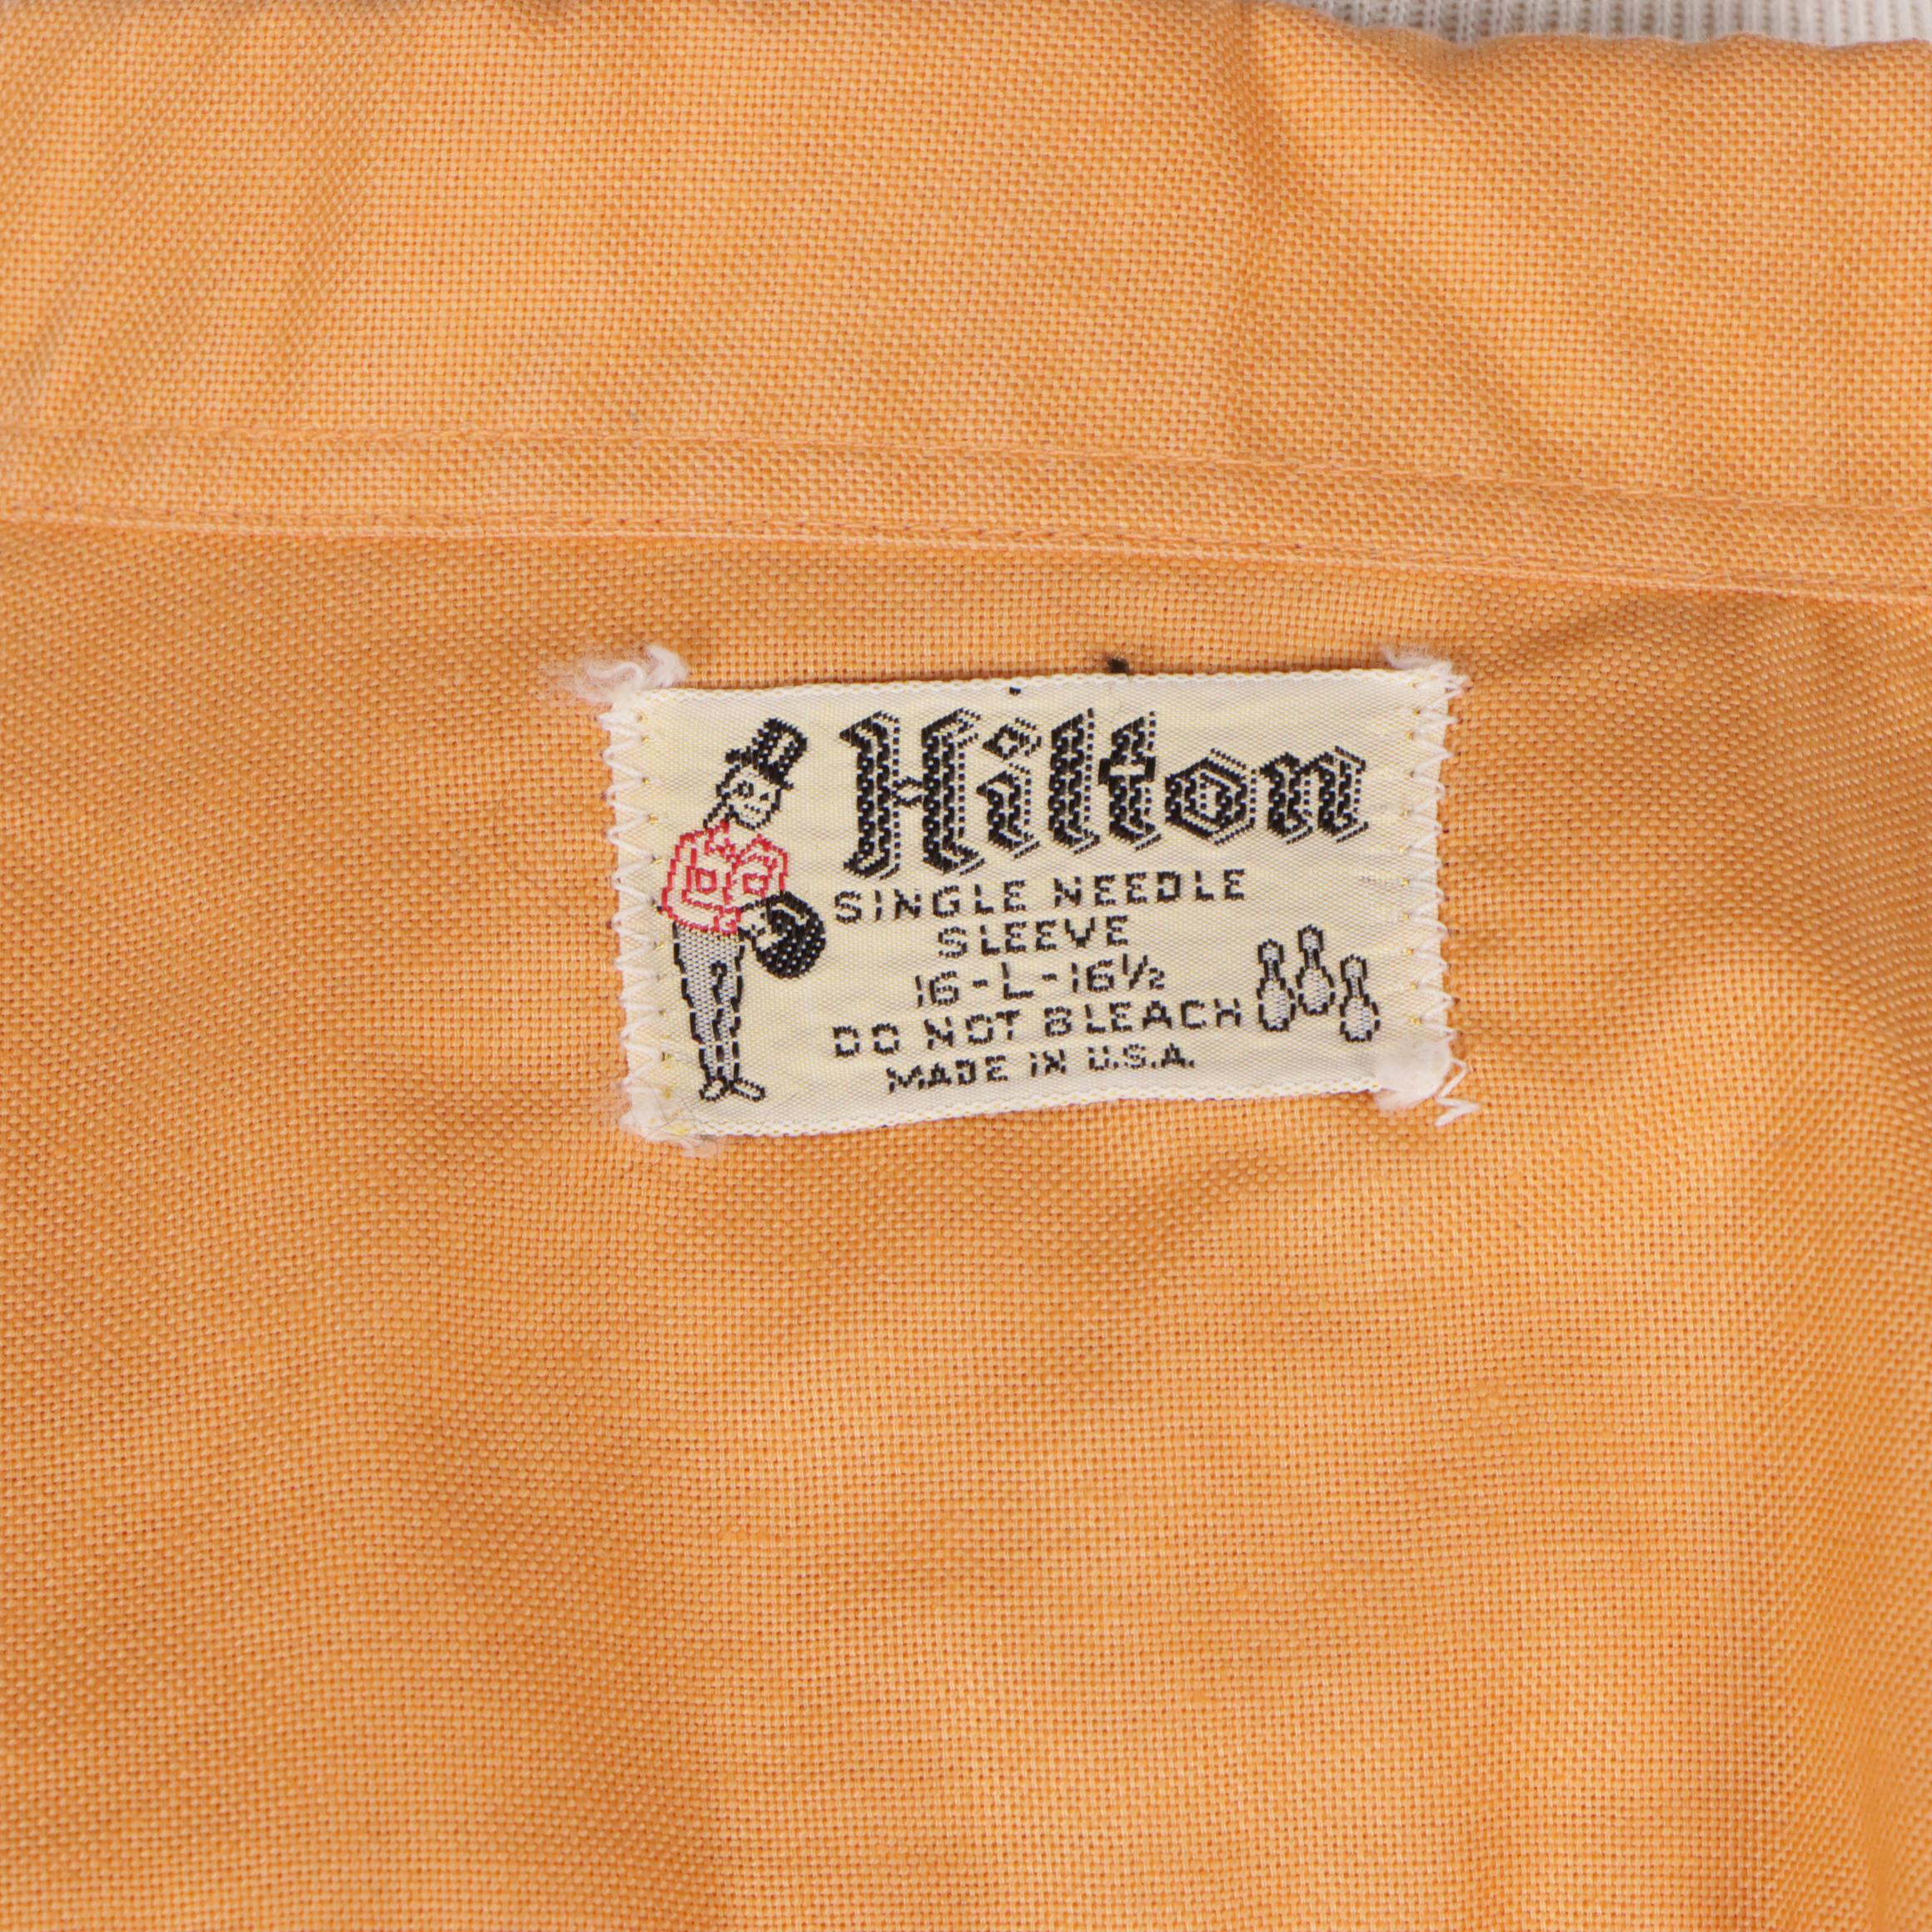 Hilton
SINGLE NEEDLE
SLEEVE
16-L-16½
DO NOT BLEACH
MADE IN U.S.A.